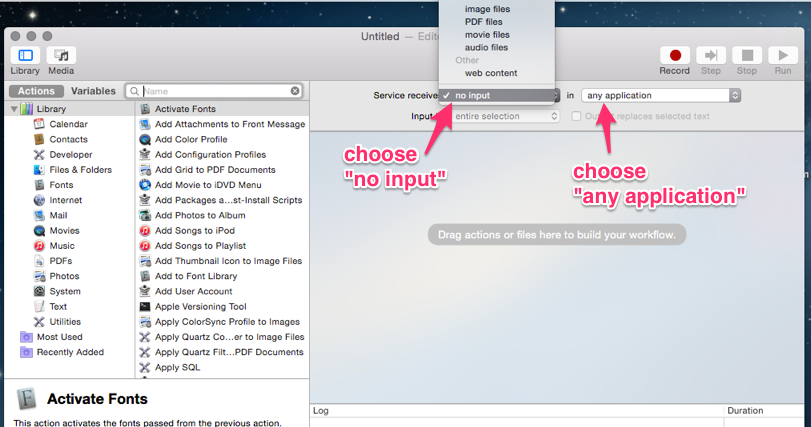 image files
PDF files
movie files
audio files
Other
web content
Untitled — Edit
Library
Media
Record
Step
Stop
Run
Actions
Variables
Name
Service receive
✓ no input
in
any application
Input
entire selection
Output replaces selected text
choose
"no input"
choose
"any application"
Library
Calendar
Contacts
Developer
Files & Folders
Fonts
Internet
Mail
Movies
Music
PDFs
Photos
System
Text
Utilities
Most Used
Recently Added
Activate Fonts
Add Attachments to Front Message
Add Color Profile
Add Configuration Profiles
Add Grid to PDF Documents
Add Movie to iDVD Menu
Add Packages a…st-Install Scripts
Add Photos to Album
Add Songs to iPod
Add Songs to Playlist
Add Thumbnail Icon to Image Files
Add to Font Library
Add User Account
Apple Versioning Tool
Apply ColorSync Profile to Images
Apply Quartz Co…er to Image Files
Apply Quartz Filt…PDF Documents
Apply SQL
Drag actions or files here to build your workflow.
Activate Fonts
This action activates the fonts passed from the previous action.
Log
Duration